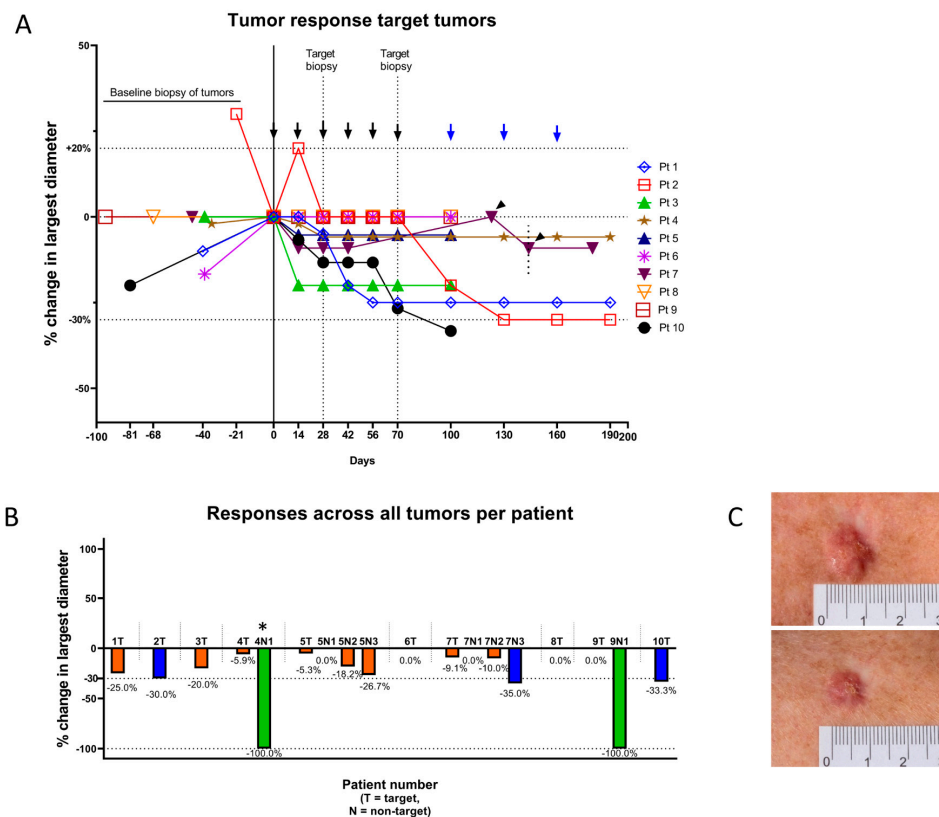 A
Tumor response target tumors
50
Target
biopsy
Target
biopsy
Baseline biopsy of tumors
+20%
0
-30%
-50
% change in largest diameter
-100 -81 -68 -40 -21 0 14 28 42 56 70 100 130 160 190 200
Days
Pt 1
Pt 2
Pt 3
Pt 4
Pt 5
Pt 6
Pt 7
Pt 8
Pt 9
Pt 10
B
Responses across all tumors per patient
% change in largest diameter
100
50
0
-30
-50
-100
*
1T 2T 3T 4T 4N1 5T 5N1 5N2 5N3 6T 7T 7N1 7N2 7N3 8T 9T 9N1 10T
-25.0% -30.0% -20.0% -5.9% -100.0% -5.3% 0.0% -18.2% -26.7% 0.0% -9.1% 0.0% -10.0% -35.0% 0.0% 0.0% -100.0% -33.3%
Patient number
(T = target,
N = non-target)
C
0 1 2 3
0 1 2